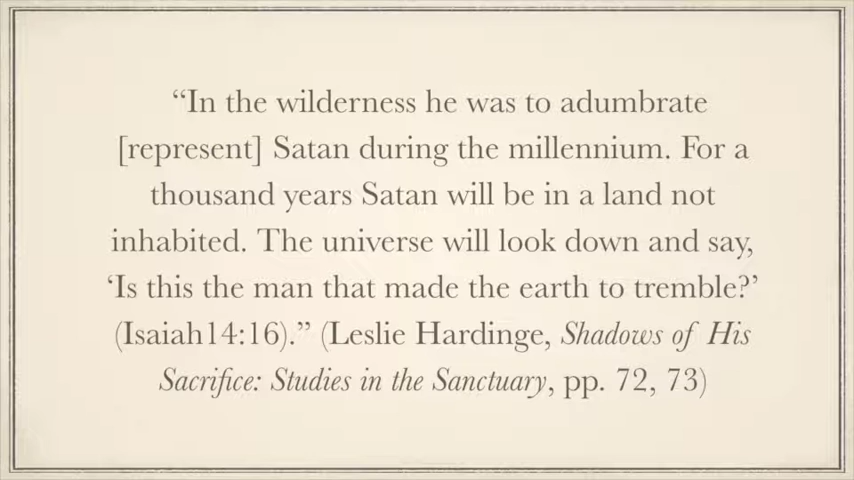 “In the wilderness he was to adumbrate
[represent] Satan during the millennium. For a
thousand years Satan will be in a land not
inhabited. The universe will look down and say,
‘Is this the man that made the earth to tremble?’
(Isaiah14:16).” (Leslie Hardinge, Shadows of His
Sacrifice: Studies in the Sanctuary, pp. 72, 73)